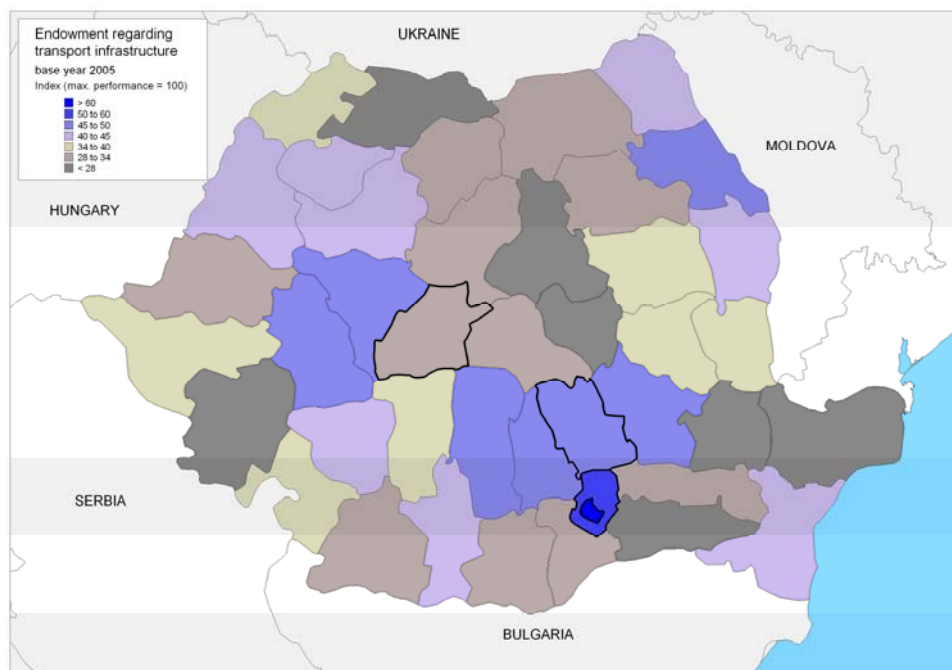 Endowment regarding
transport infrastructure
base year 2005
Index (max. performance = 100)
> 60
50 to 60
45 to 50
40 to 45
34 to 40
28 to 34
< 28
UKRAINE
MOLDOVA
HUNGARY
SERBIA
BULGARIA